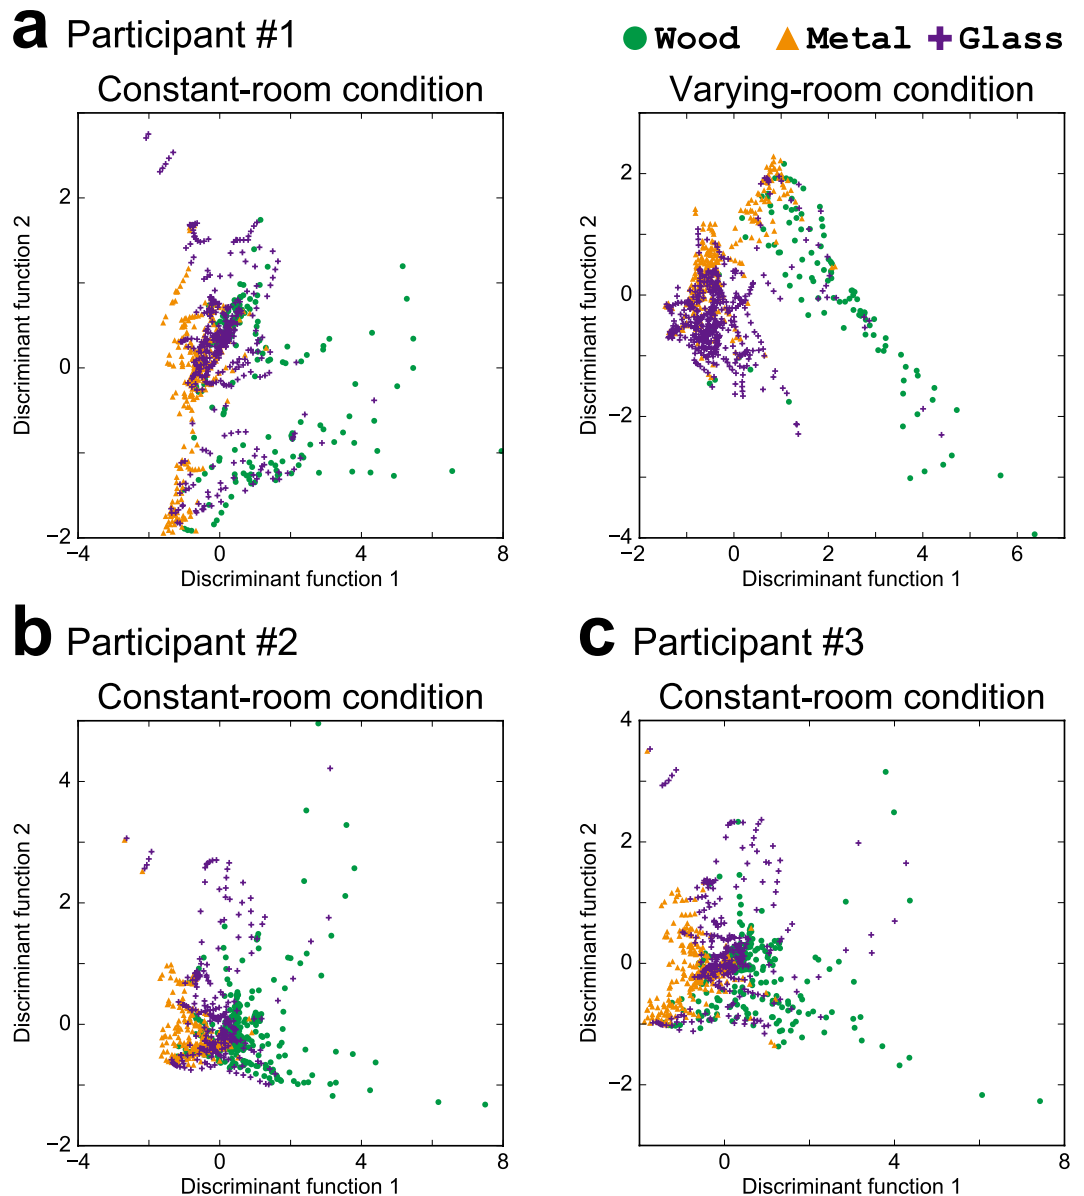 a Participant #1
Wood Metal Glass
Constant-room condition
Varying-room condition
Discriminant function 2
2
0
−2
−4 0 4 8
Discriminant function 1
Discriminant function 2
2
0
−2
−4
−2 0 2 4 6
Discriminant function 1
b Participant #2
Constant-room condition
Discriminant function 2
4
2
0
−2
−4 0 4 8
Discriminant function 1
c Participant #3
Constant-room condition
Discriminant function 2
4
2
0
−2
0 4 8
Discriminant function 1